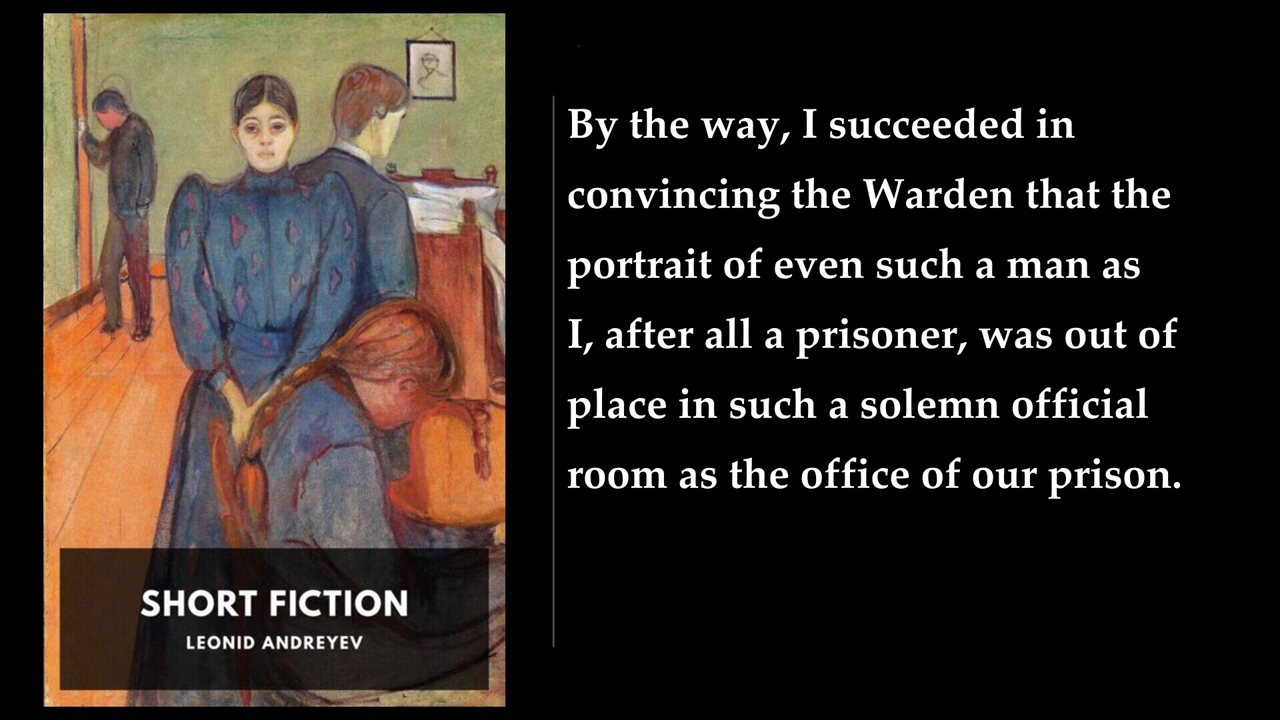 SHORT FICTION
LEONID ANDREYEV
By the way, I succeeded in
convincing the Warden that the
portrait of even such a man as
I, after all a prisoner, was out of
place in such a solemn official
room as the office of our prison.